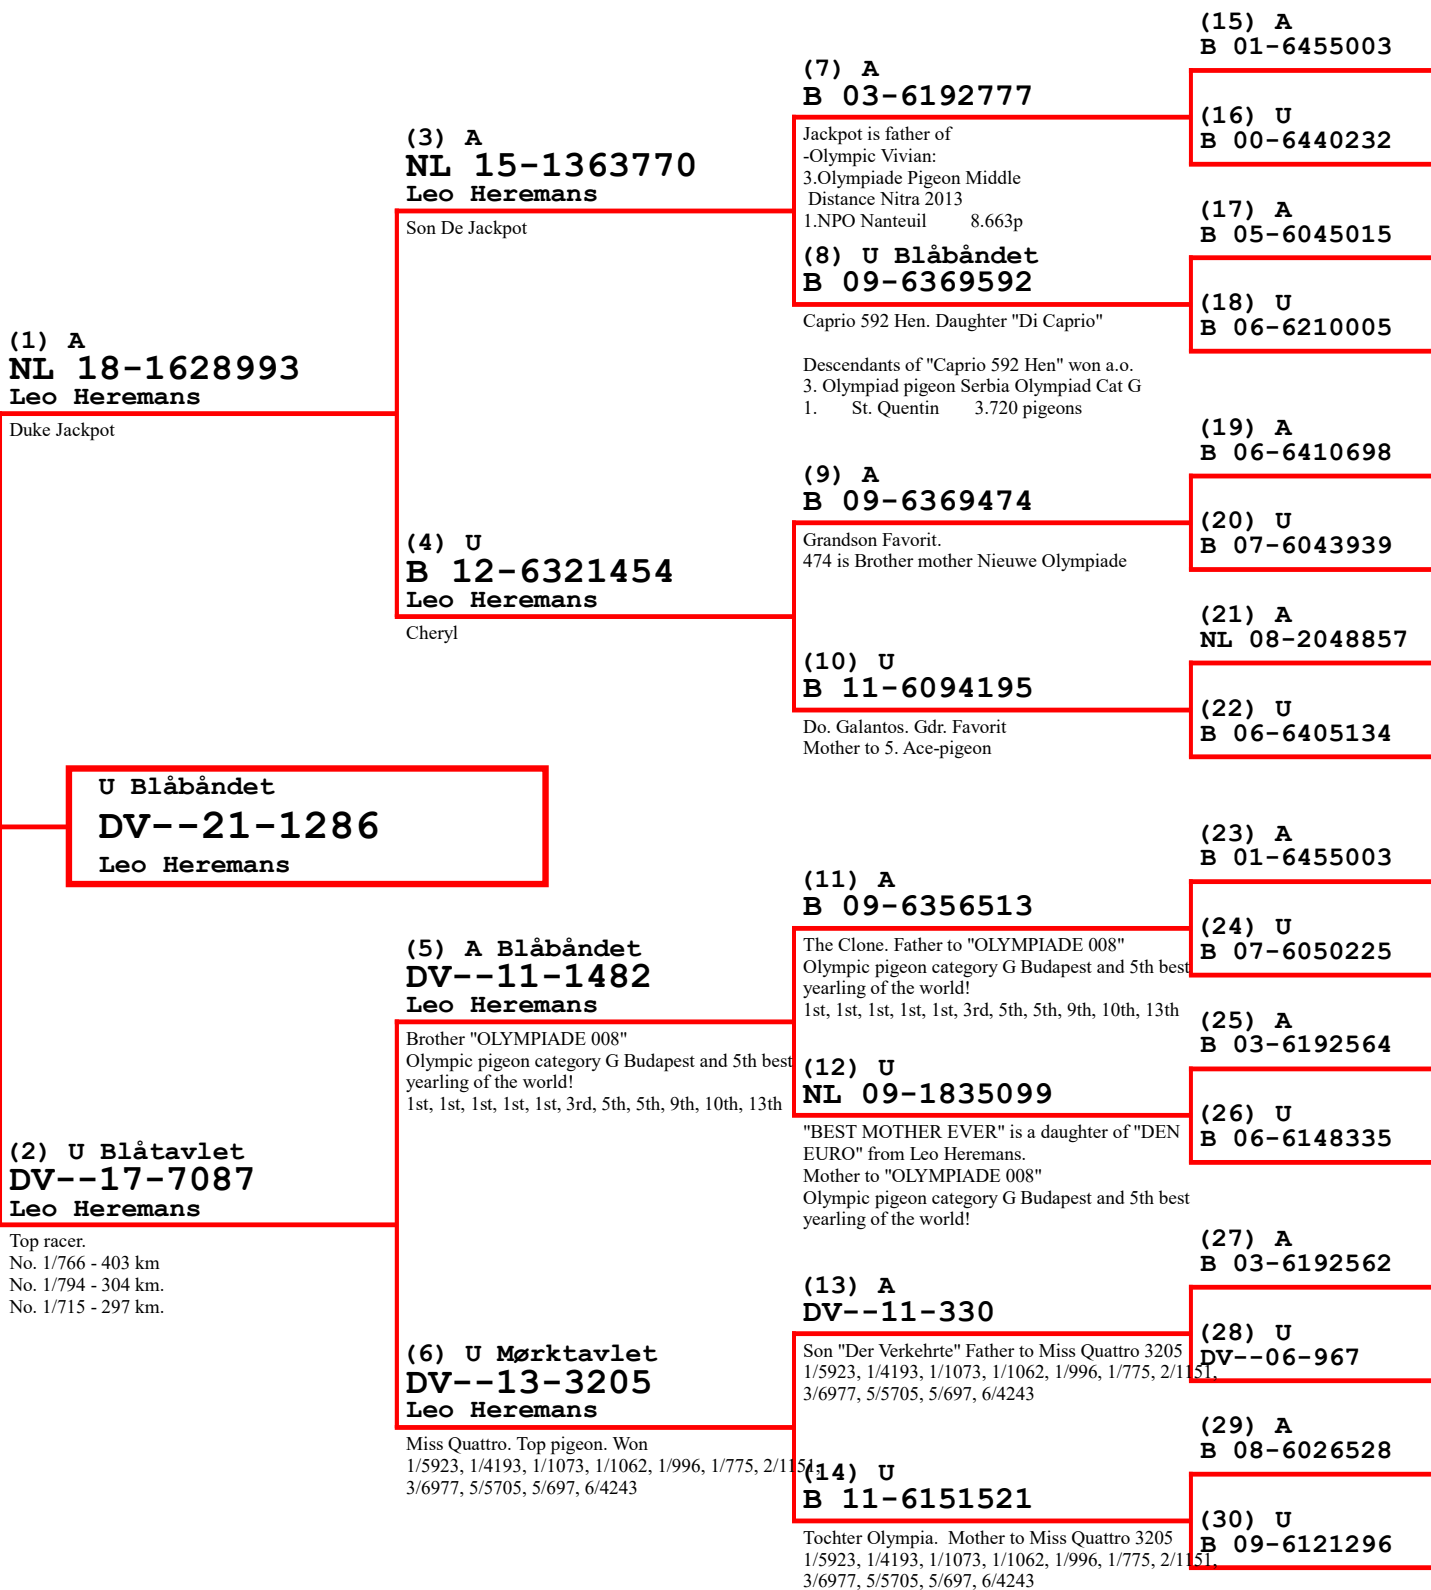 (1) A
NL 18-1628993
Leo Heremans
Duke Jackpot
U Blåbåndet
DV--21-1286
Leo Heremans
(2) U Blåtavlet
DV--17-7087
Leo Heremans
Top racer.
No. 1/766 - 403 km
No. 1/794 - 304 km.
No. 1/715 - 297 km.
(3) A
NL 15-1363770
Leo Heremans
Son De Jackpot
(4) U
B 12-6321454
Leo Heremans
Cheryl
(5) A Blåbåndet
DV--11-1482
Leo Heremans
Brother "OLYMPIADE 008"
Olympic pigeon category G Budapest and 5th best
yearling of the world!
1st, 1st, 1st, 1st, 1st, 3rd, 5th, 5th, 9th, 10th, 13th
(6) U Mørktavlet
DV--13-3205
Leo Heremans
Miss Quattro. Top pigeon. Won
1/5923, 1/4193, 1/1073, 1/1062, 1/996, 1/775, 2/1151,
3/6977, 5/5705, 5/697, 6/4243
(7) A
B 03-6192777
Jackpot is father of
-Olympic Vivian:
3.Olympiade Pigeon Middle
Distance Nitra 2013
1.NPO Nanteuil 8.663p
(8) U Blåbåndet
B 09-6369592
Caprio 592 Hen. Daughter "Di Caprio"
Descendants of "Caprio 592 Hen" won a.o.
3. Olympiad pigeon Serbia Olympiad Cat G
1. St. Quentin 3.720 pigeons
(9) A
B 09-6369474
Grandson Favorit.
474 is Brother mother Nieuwe Olympiade
(10) U
B 11-6094195
Do. Galantos. Gdr. Favorit
Mother to 5. Ace-pigeon
(11) A
B 09-6356513
The Clone. Father to "OLYMPIADE 008"
Olympic pigeon category G Budapest and 5th best
yearling of the world!
1st, 1st, 1st, 1st, 1st, 3rd, 5th, 5th, 9th, 10th, 13th
(12) U
NL 09-1835099
"BEST MOTHER EVER" is a daughter of "DEN
EURO" from Leo Heremans.
Mother to "OLYMPIADE 008"
Olympic pigeon category G Budapest and 5th best
yearling of the world!
(13) A
DV--11-330
Son "Der Verkehrte" Father to Miss Quattro 3205
1/5923, 1/4193, 1/1073, 1/1062, 1/996, 1/775, 2/1151,
3/6977, 5/5705, 5/697, 6/4243
(14) U
B 11-6151521
Tochter Olympia. Mother to Miss Quattro 3205
1/5923, 1/4193, 1/1073, 1/1062, 1/996, 1/775, 2/1151,
3/6977, 5/5705, 5/697, 6/4243
(15) A
B 01-6455003
(16) U
B 00-6440232
(17) A
B 05-6045015
(18) U
B 06-6210005
(19) A
B 06-6410698
(20) U
B 07-6043939
(21) A
NL 08-2048857
(22) U
B 06-6405134
(23) A
B 01-6455003
(24) U
B 07-6050225
(25) A
B 03-6192564
(26) U
B 06-6148335
(27) A
B 03-6192562
(28) U
DV--06-967
(29) A
B 08-6026528
(30) U
B 09-6121296